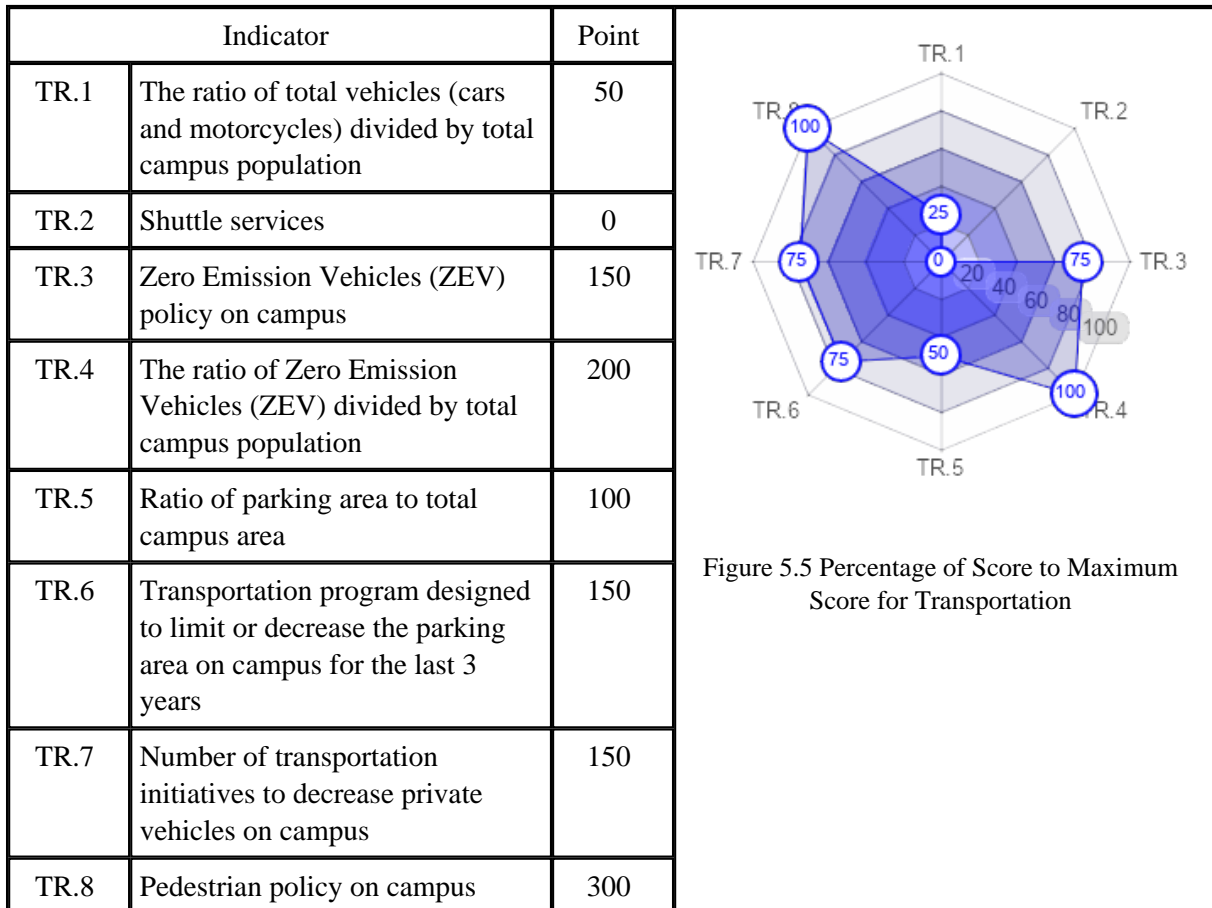 Indicator Point
TR.1 The ratio of total vehicles (cars 50
and motorcycles) divided by total
campus population
TR.2 Shuttle services 0
TR.3 Zero Emission Vehicles (ZEV) 150
policy on campus
TR.4 The ratio of Zero Emission 200
Vehicles (ZEV) divided by total
campus population
TR.5 Ratio of parking area to total 100
campus area
TR.6 Transportation program designed 150
to limit or decrease the parking
area on campus for the last 3
years
TR.7 Number of transportation 150
initiatives to decrease private
vehicles on campus
TR.8 Pedestrian policy on campus 300
TR.1
TR.8 TR.2
100
25
TR.7 75 0 75 TR.3
20
40
60
80
100
75 50
100
TR.6 TR.4
TR.5
Figure 5.5 Percentage of Score to Maximum
Score for Transportation